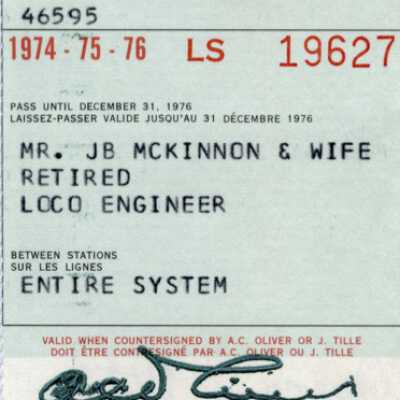 46595
1974-75-76 LS 19627
PASS UNTIL DECEMBER 31, 1976
LAISSEZ-PASSER VALIDE JUSQU'AU 31 DÉCEMBRE 1976
MR. JB MCKINNON & WIFE
RETIRED
LOCO ENGINEER
BETWEEN STATIONS
SUR LES LIGNES
ENTIRE SYSTEM
VALID WHEN COUNTERSIGNED BY A.C. OLIVER OR J. TILLE
DOIT ÊTRE CONTRESIGNÉ PAR A.C. OLIVER OU J. TILLE